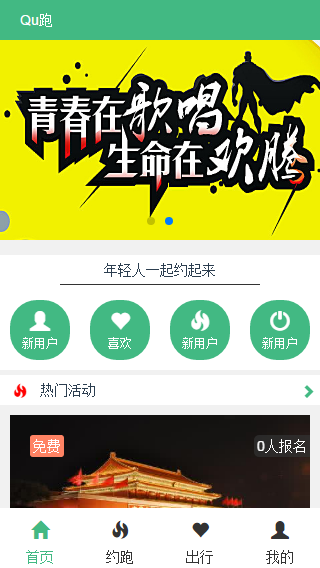 Qu跑
青春在歌唱
生命在欢腾
年轻人一起约起来
新用户 喜欢 新用户 新用户
热门活动
免费 0人报名
首页 约跑 出行 我的